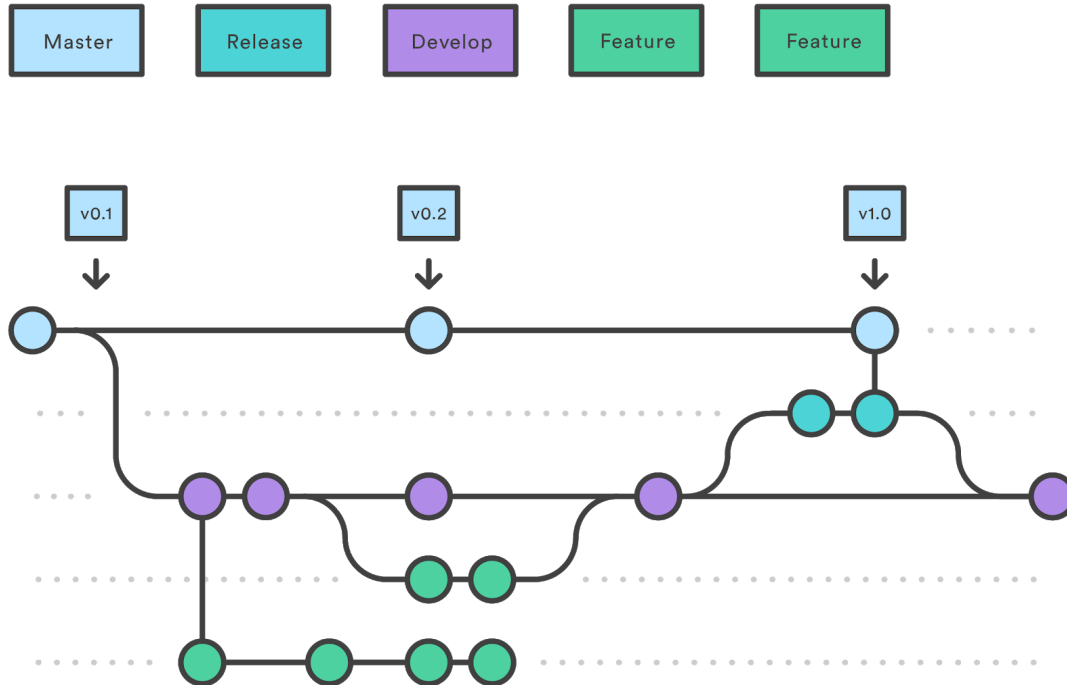 Master
Release
Develop
Feature
Feature
v0.1
v0.2
v1.0